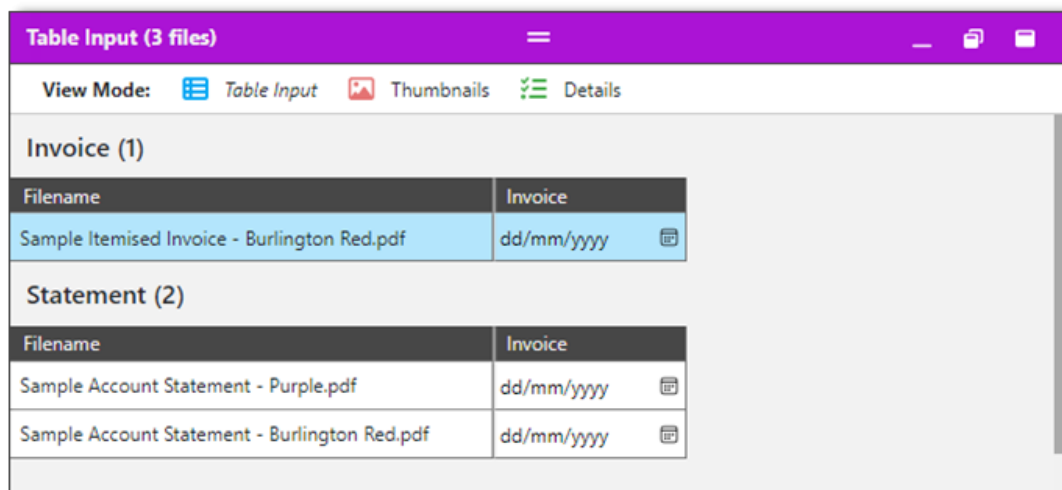 Table Input (3 files)
View Mode: Table Input Thumbnails Details
Invoice (1)
Filename Invoice
Sample Itemised Invoice - Burlington Red.pdf dd/mm/yyyy
Statement (2)
Filename Invoice
Sample Account Statement - Purple.pdf dd/mm/yyyy
Sample Account Statement - Burlington Red.pdf dd/mm/yyyy